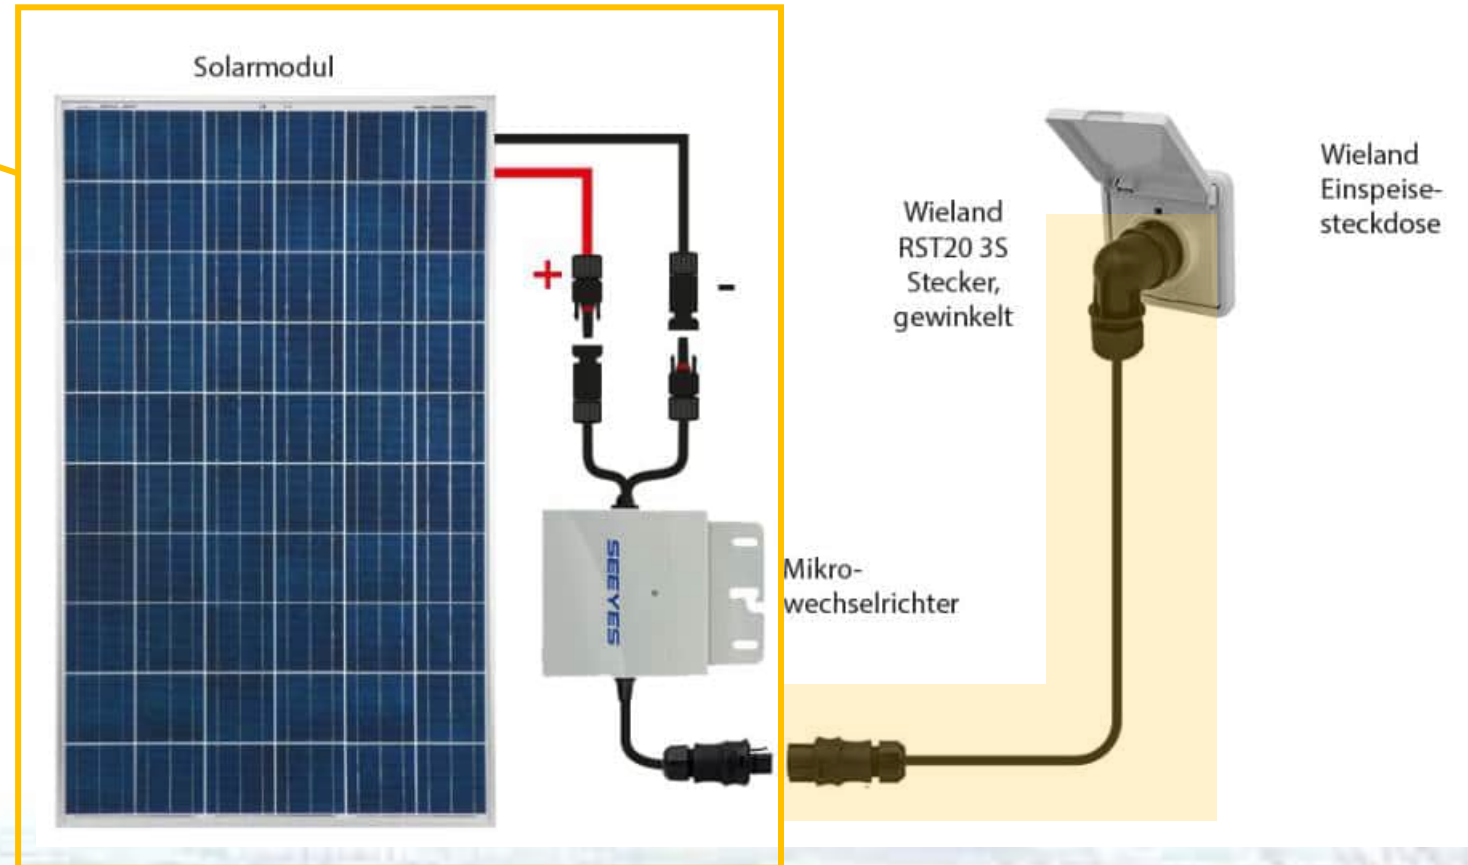 Solarmodul
+
-
SEEYES
Mikro-
wechselrichter
Wieland
RST20 3S
Stecker,
gewinkelt
Wieland
Einspeise-
steckdose